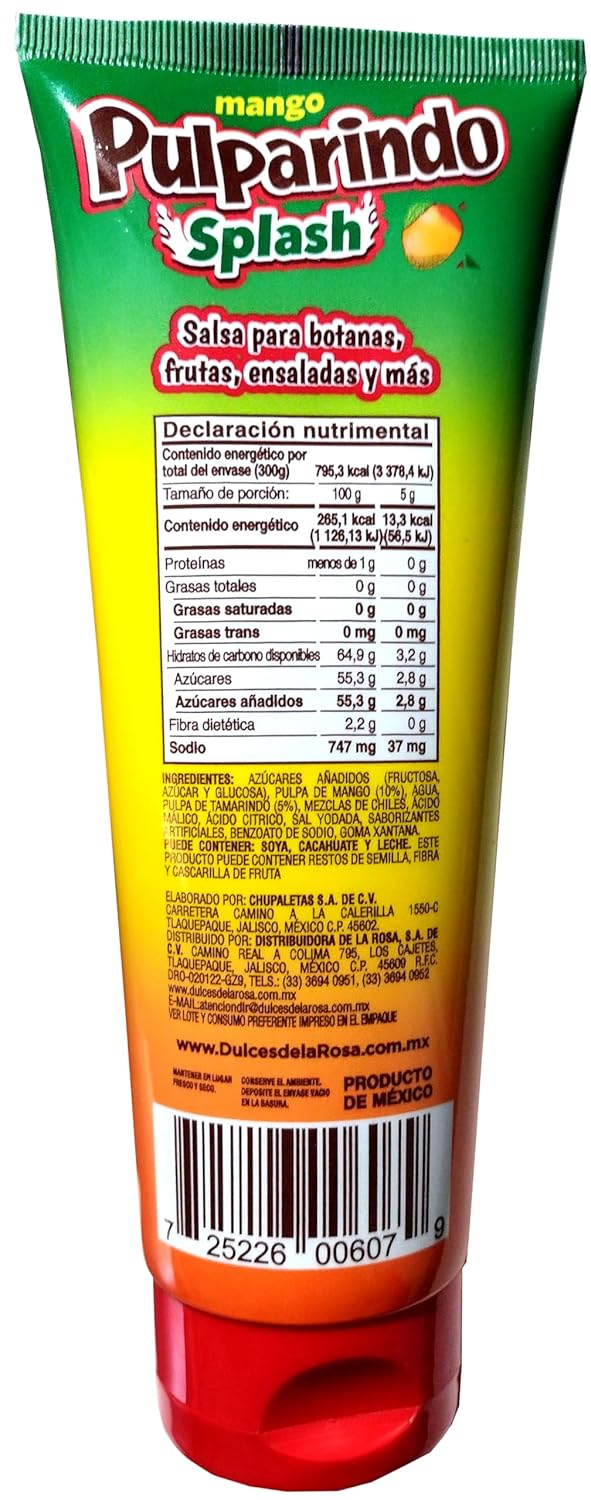 mango
Pulparindo
Splash
Salsa para botanas,
frutas, ensaladas y más
Declaración nutrimental
Contenido energético por
total del envase (300g) 795,3 kcal (3 378,4 kJ)
Tamaño de porción: 100 g 5 g
Contenido energético 265,1 kcal 13,3 kcal
(1 126,13 kJ) (56,5 kJ)
Proteínas menos de 1 g 0 g
Grasas totales 0 g 0 g
Grasas saturadas 0 g 0 g
Grasas trans 0 mg 0 mg
Hidratos de carbono disponibles 64,9 g 3,2 g
Azúcares 55,3 g 2,8 g
Azúcares añadidos 55,3 g 2,8 g
Fibra dietética 2,2 g 0 g
Sodio 747 mg 37 mg
INGREDIENTES: AZÚCARES AÑADIDOS (FRUCTOSA,
AZÚCAR Y GLUCOSA), PULPA DE MANGO (10%), AGUA,
PULPA DE TAMARINDO (5%), MEZCLAS DE CHILES, ÁCIDO
MÁLICO, ÁCIDO CÍTRICO, SAL YODADA, SABORIZANTES
ARTIFICIALES, BENZOATO DE SODIO, GOMA XANTANA.
PUEDE CONTENER: SOYA, CACAHUATE Y LECHE. ESTE
PRODUCTO PUEDE CONTENER RESTOS DE SEMILLA, FIBRA
Y CASCARILLA DE FRUTA
ELABORADO POR: CHUPALETAS S.A. DE C.V.
CARRETERA CAMINO A LA CALERILLA 1550-C
TLAQUEPAQUE, JALISCO, MÉXICO C.P. 45602.
DISTRIBUIDO POR: DISTRIBUIDORA DE LA ROSA, S.A. DE
C.V. CAMINO REAL A COLIMA 795, LOS CAJETES,
TLAQUEPAQUE, JALISCO, MÉXICO C.P. 45609 R.F.C.
DRO-020122-GZ9, TELS.: (33) 3694 0951, (33) 3694 0952
www.dulcesdelarosa.com.mx
E-MAIL:atenciondlr@dulcesdelarosa.com.mx
VER LOTE Y CONSUMO PREFERENTE IMPRESO EN EL EMPAQUE
www.DulcesdelaRosa.com.mx
MANTENER EN LUGAR
FRESCO Y SECO.
CONSERVE EL AMBIENTE.
DEPOSITE EL ENVASE VACIO
EN LA BASURA.
PRODUCTO
DE MÉXICO
7 25226 00607 9